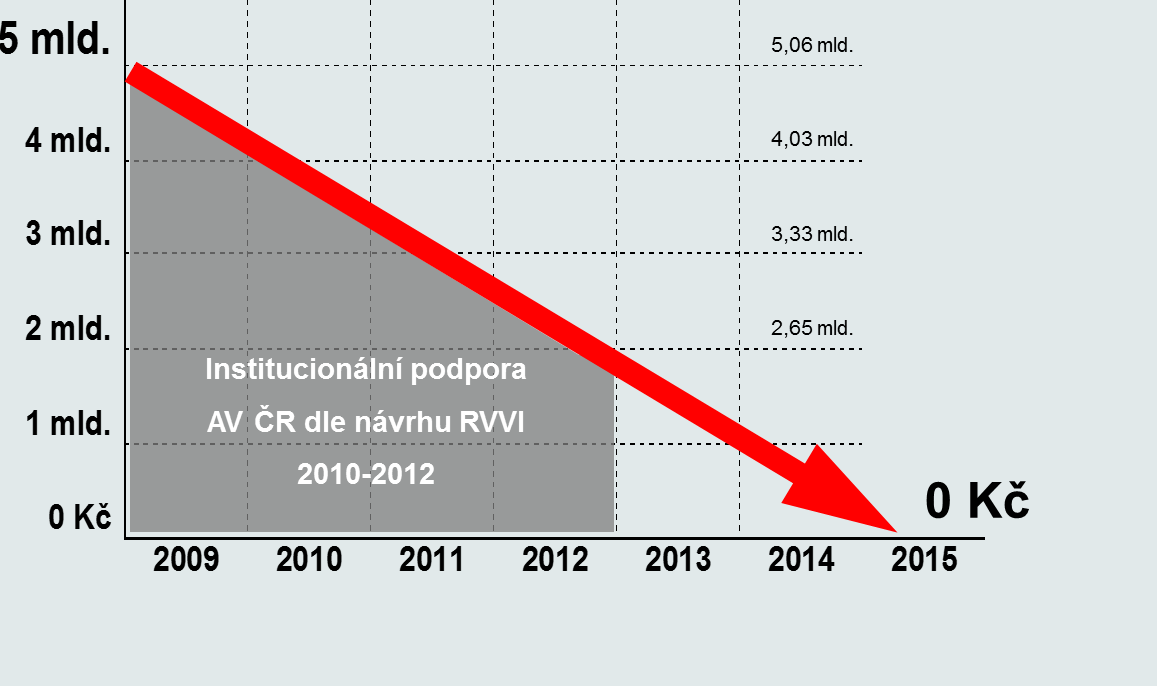 5 mld.
5,06 mld.
4 mld.
4,03 mld.
3 mld.
3,33 mld.
2 mld.
2,65 mld.
Institucionální podpora
AV ČR dle návrhu RVVI
2010-2012
1 mld.
0 Kč
0 Kč
2009 2010 2011 2012 2013 2014 2015